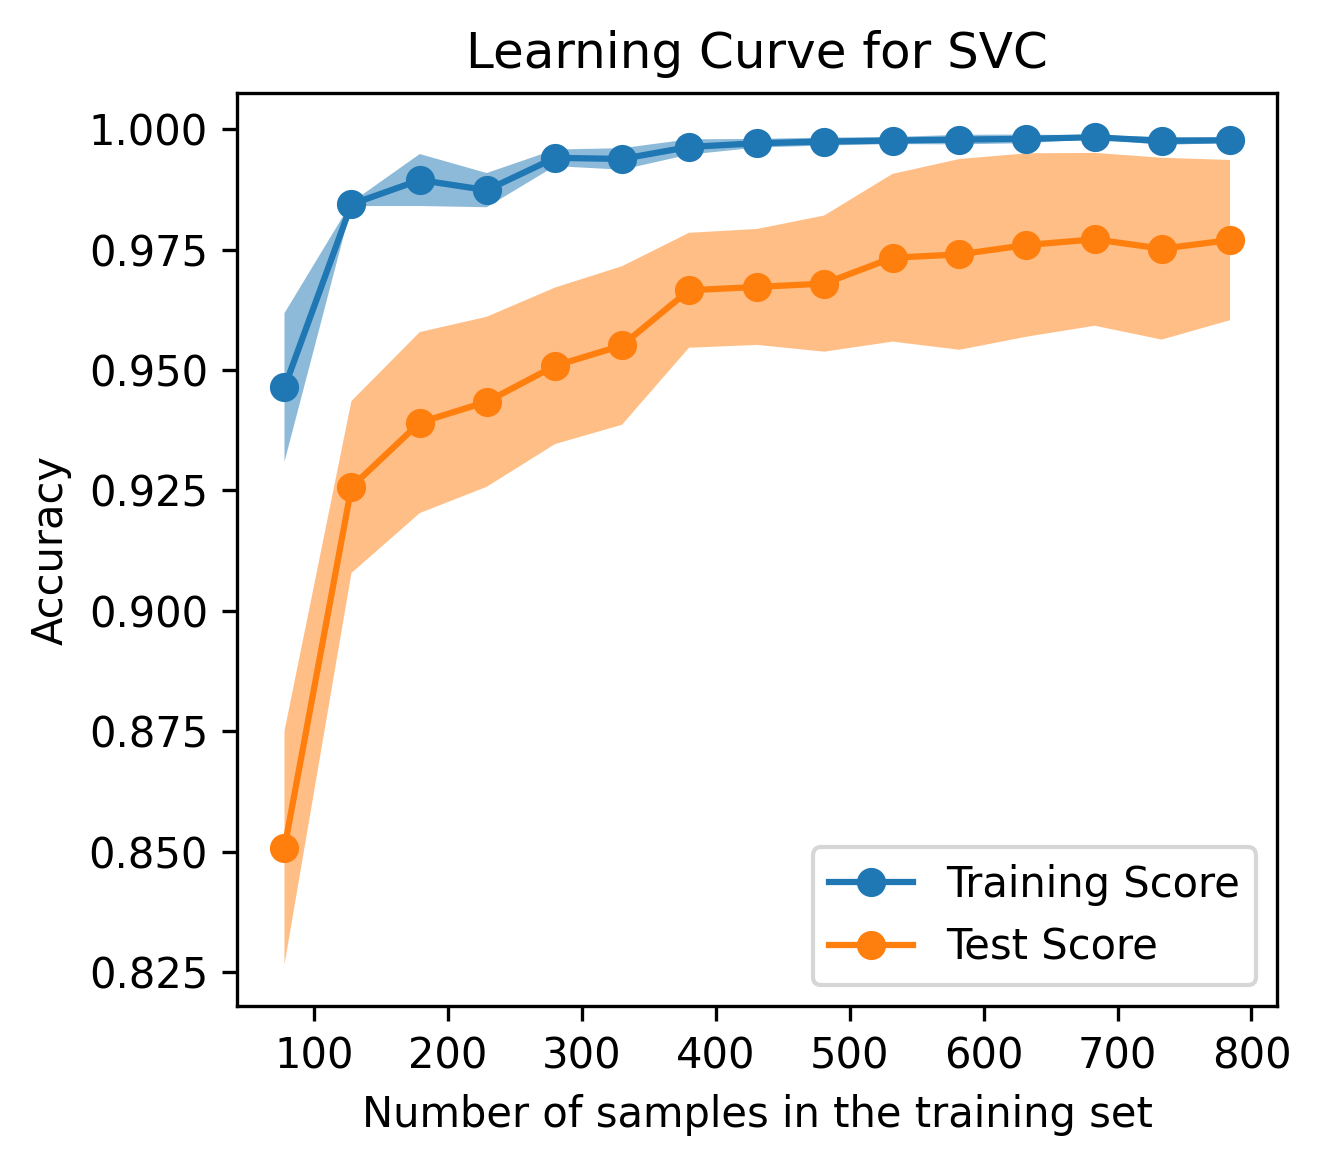 Learning Curve for SVC
1.000
0.975
0.950
0.925
0.900
0.875
0.850
0.825
Accuracy
Training Score
Test Score
100 200 300 400 500 600 700 800
Number of samples in the training set